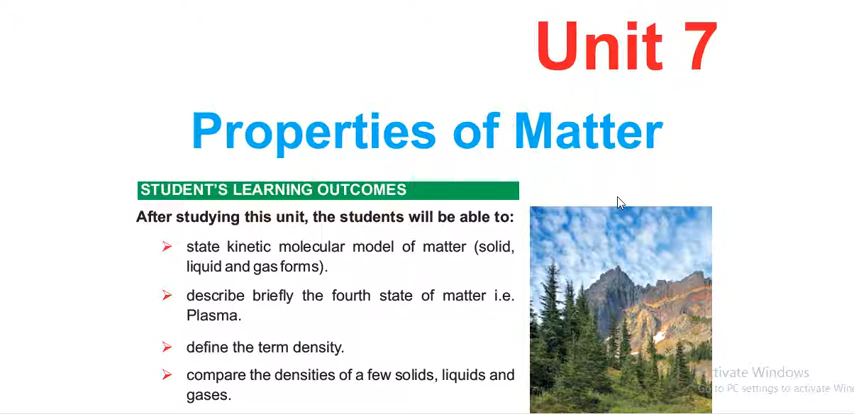 Unit 7
Properties of Matter
STUDENT'S LEARNING OUTCOMES
After studying this unit, the students will be able to:
➢ state kinetic molecular model of matter (solid,
liquid and gas forms).
➢ describe briefly the fourth state of matter i.e.
Plasma.
➢ define the term density.
➢ compare the densities of a few solids, liquids and
gases.
Activate Windows
Go to PC settings to activate Win